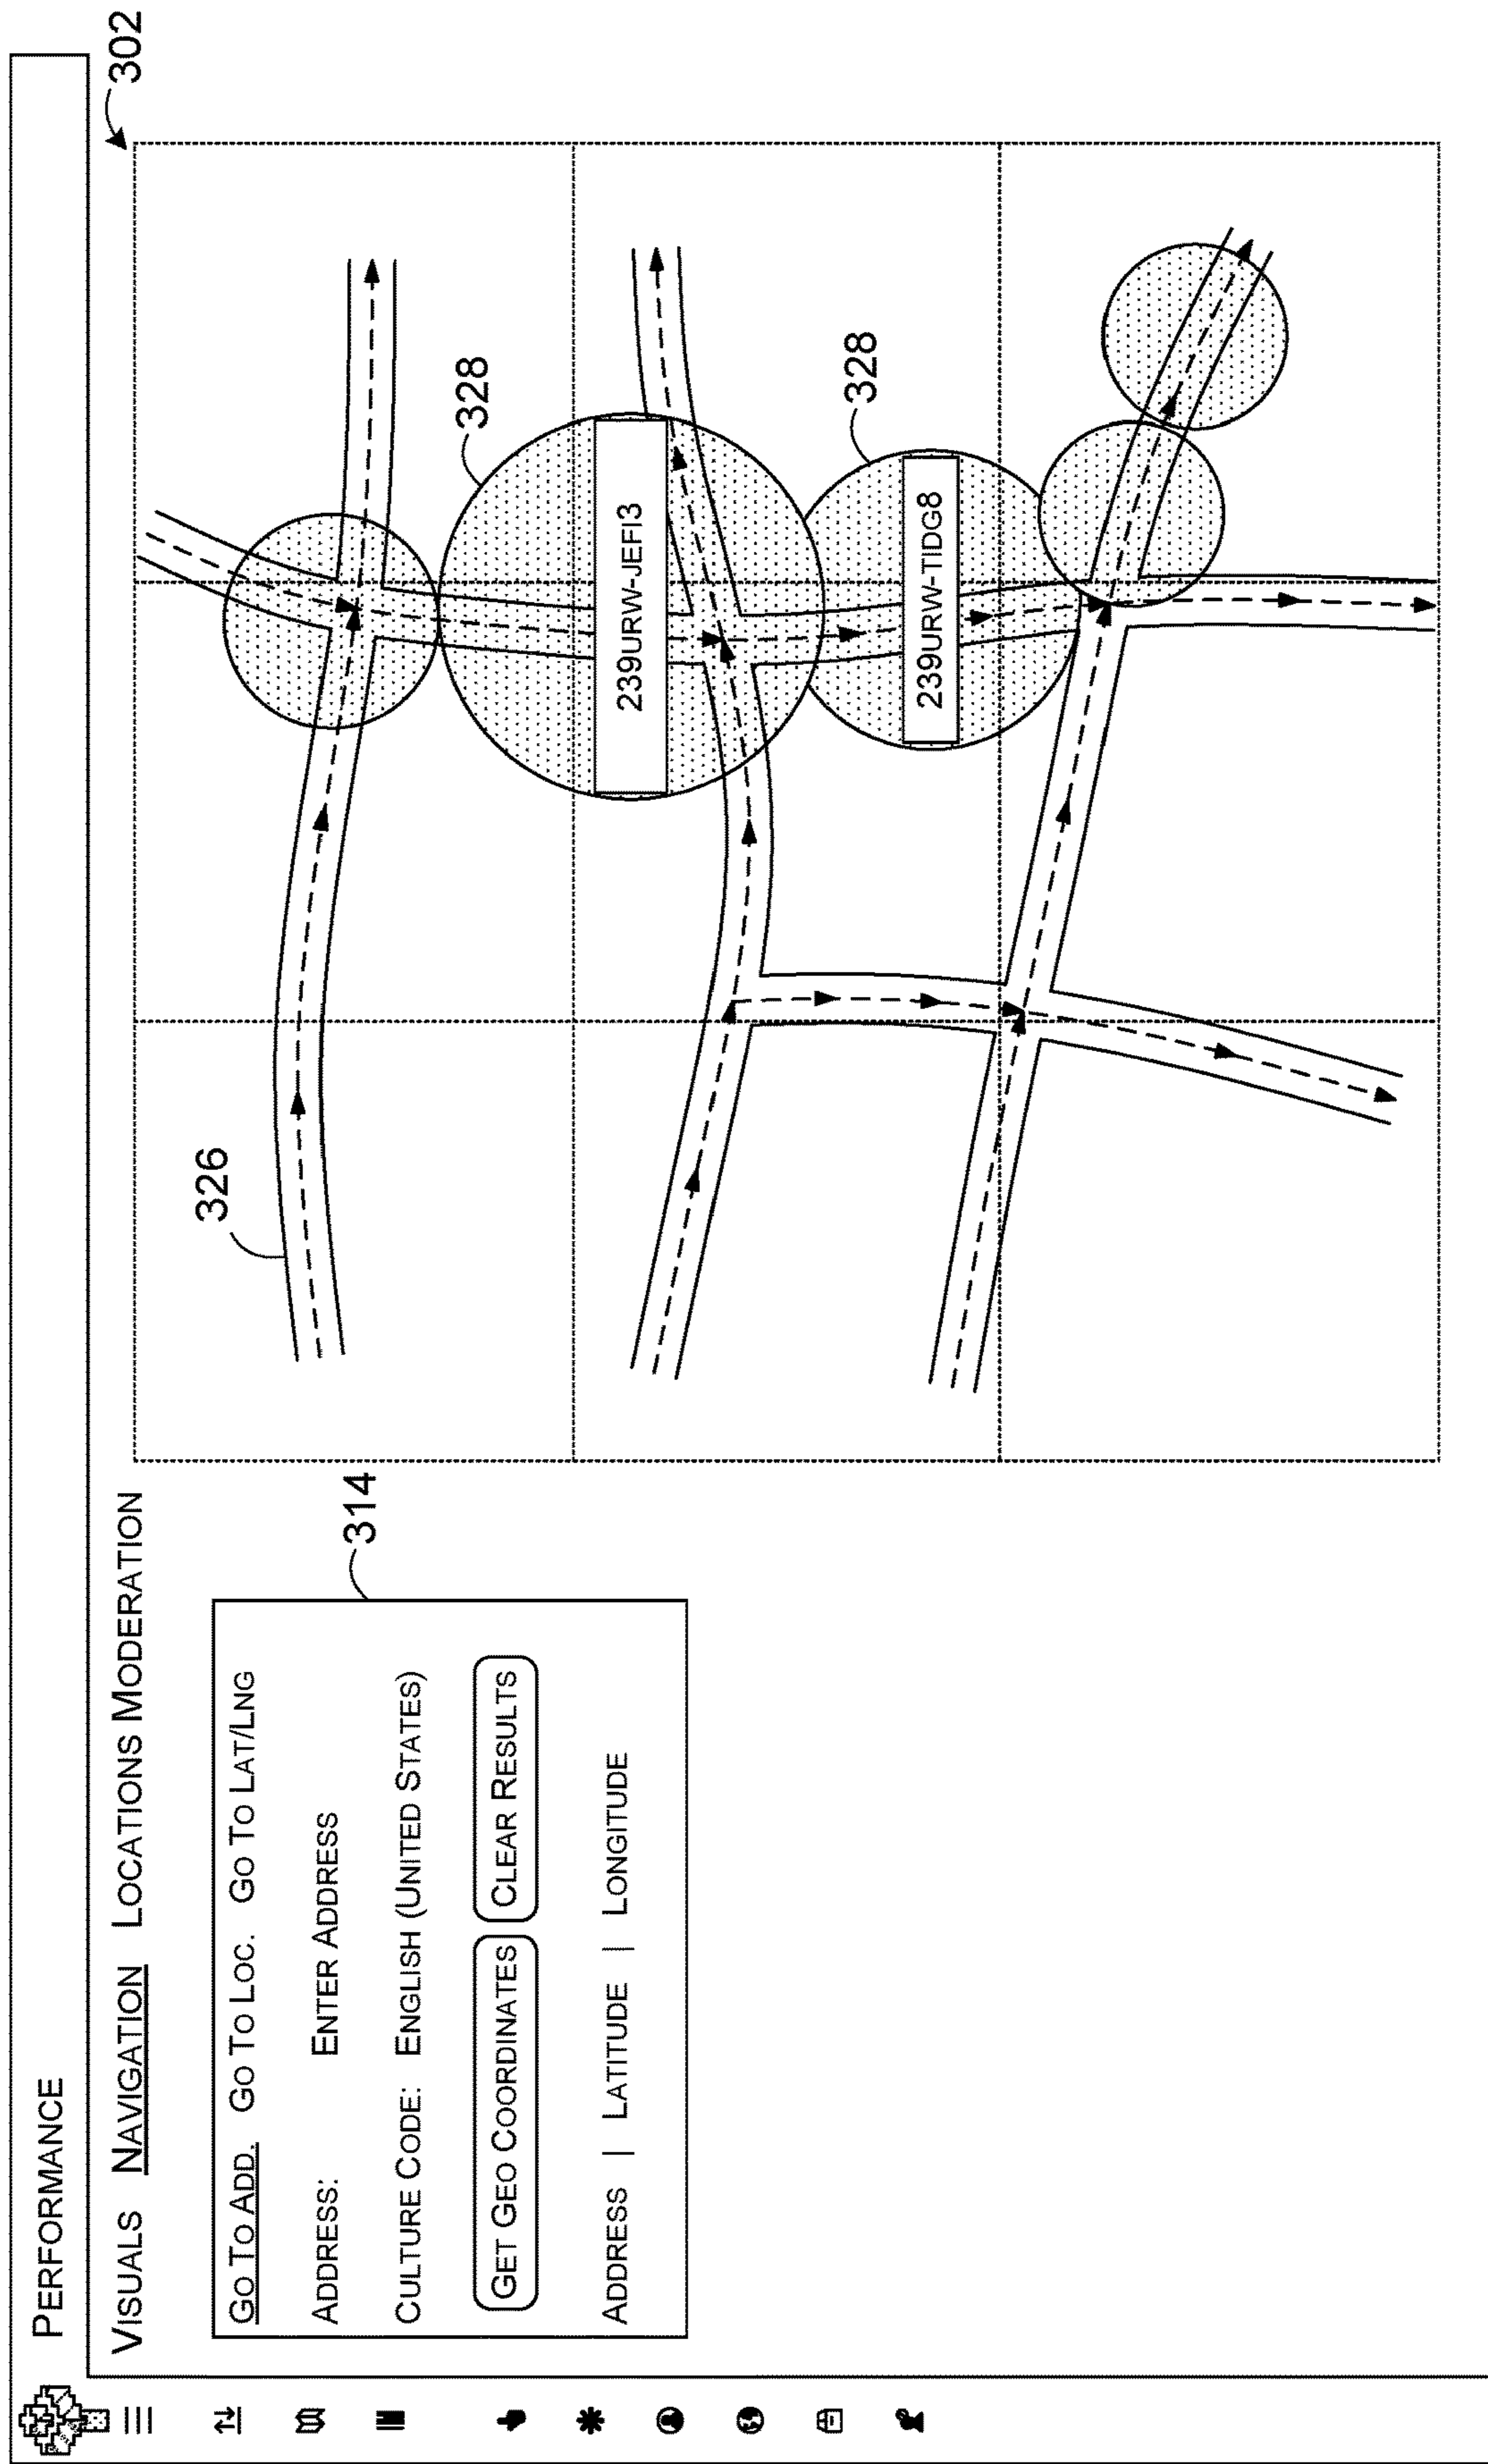 PERFORMANCE
VISUALS NAVIGATION LOCATIONS MODERATION
302
GO TO ADD. GO TO LOC. GO TO LAT/LNG
ADDRESS: ENTER ADDRESS
CULTURE CODE: ENGLISH (UNITED STATES)
GET GEO COORDINATES CLEAR RESULTS
ADDRESS | LATITUDE | LONGITUDE
314
326
328
239URW-JEFI3
328
239URW-TIDG8